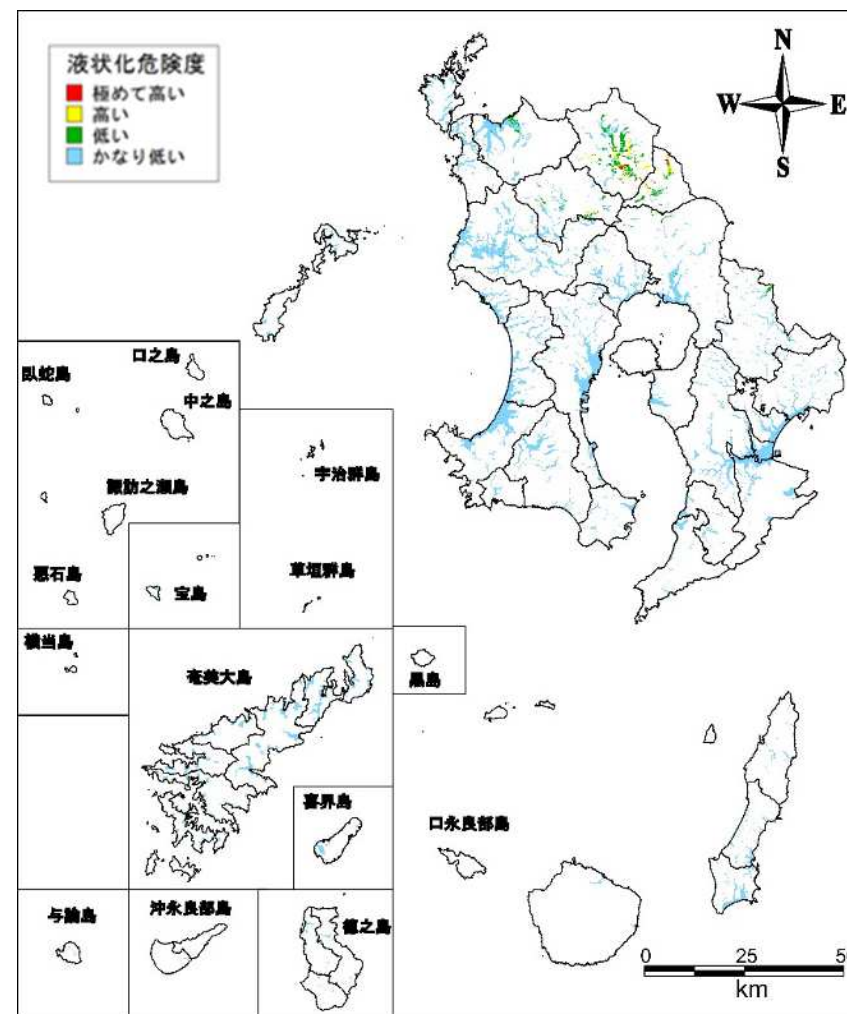 液状化危険度
極めて高い
高い
低い
かなり低い
N
W
E
S
口之島
臥蛇島
中之島
諏訪之瀬島
悪石島
宝島
宇治群島
草垣群島
横当島
奄美大島
黒島
喜界島
口永良部島
与論島
沖永良部島
徳之島
0 25 50
km